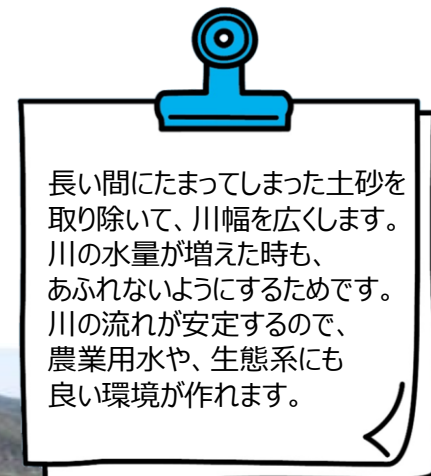 長い間にたまってしまった土砂を
取り除いて、川幅を広くします。
川の水量が増えた時も、
あふれないようにするためです。
川の流れが安定するので、
農業用水や、生態系にも
良い環境が作れます。